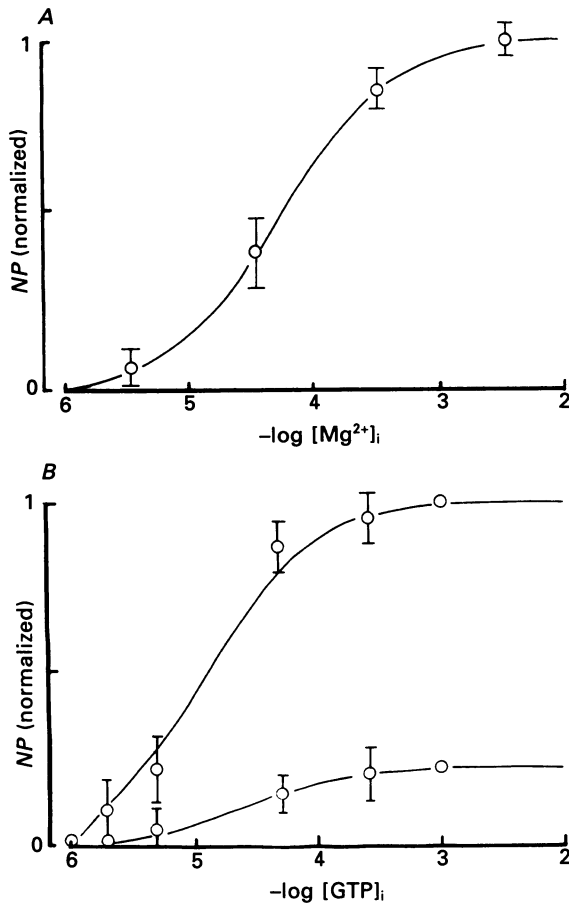 A
1
NP (normalized)
0
6 5 4 3 2
–log [Mg²⁺]ᵢ
B
1
NP (normalized)
0
6 5 4 3 2
–log [GTP]ᵢ